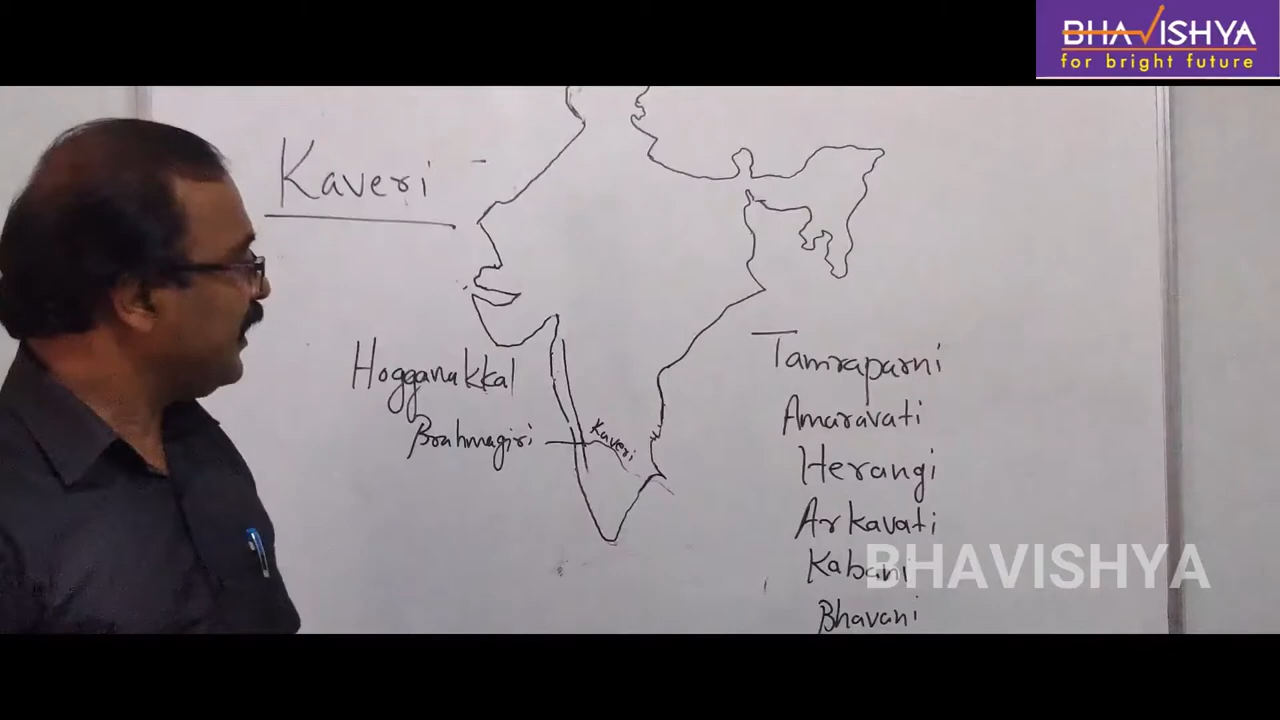 BHAVISHYA
for bright future
Kaveri -
Hogganakkal
Brahmagiri
Kaveri
Tamraparni
Amaravati
Herangi
Arkavati
Kabani
Bhavani
BHAVISHYA